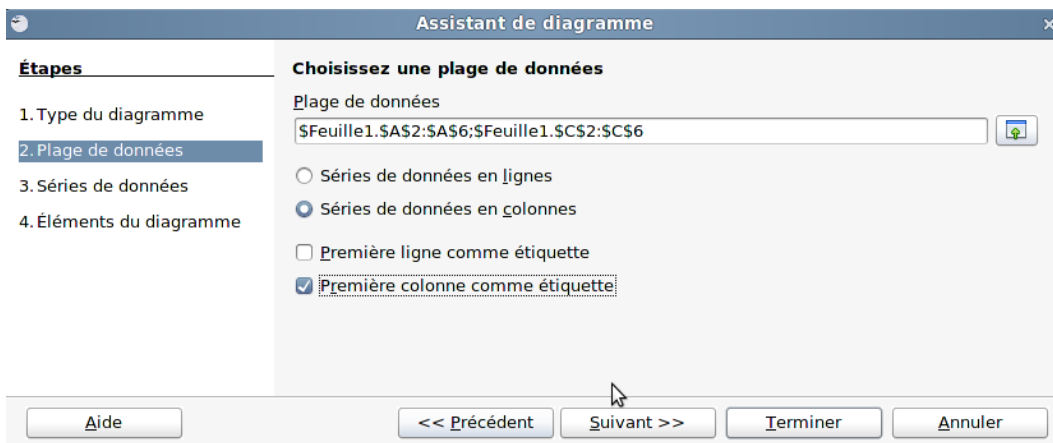 Assistant de diagramme
Étapes
1. Type du diagramme
2. Plage de données
3. Séries de données
4. Éléments du diagramme
Choisissez une plage de données
Plage de données
$Feuille1.$A$2:$A$6;$Feuille1.$C$2:$C$6
Séries de données en lignes
Séries de données en colonnes
Première ligne comme étiquette
Première colonne comme étiquette
Aide
<< Précédent
Suivant >>
Terminer
Annuler